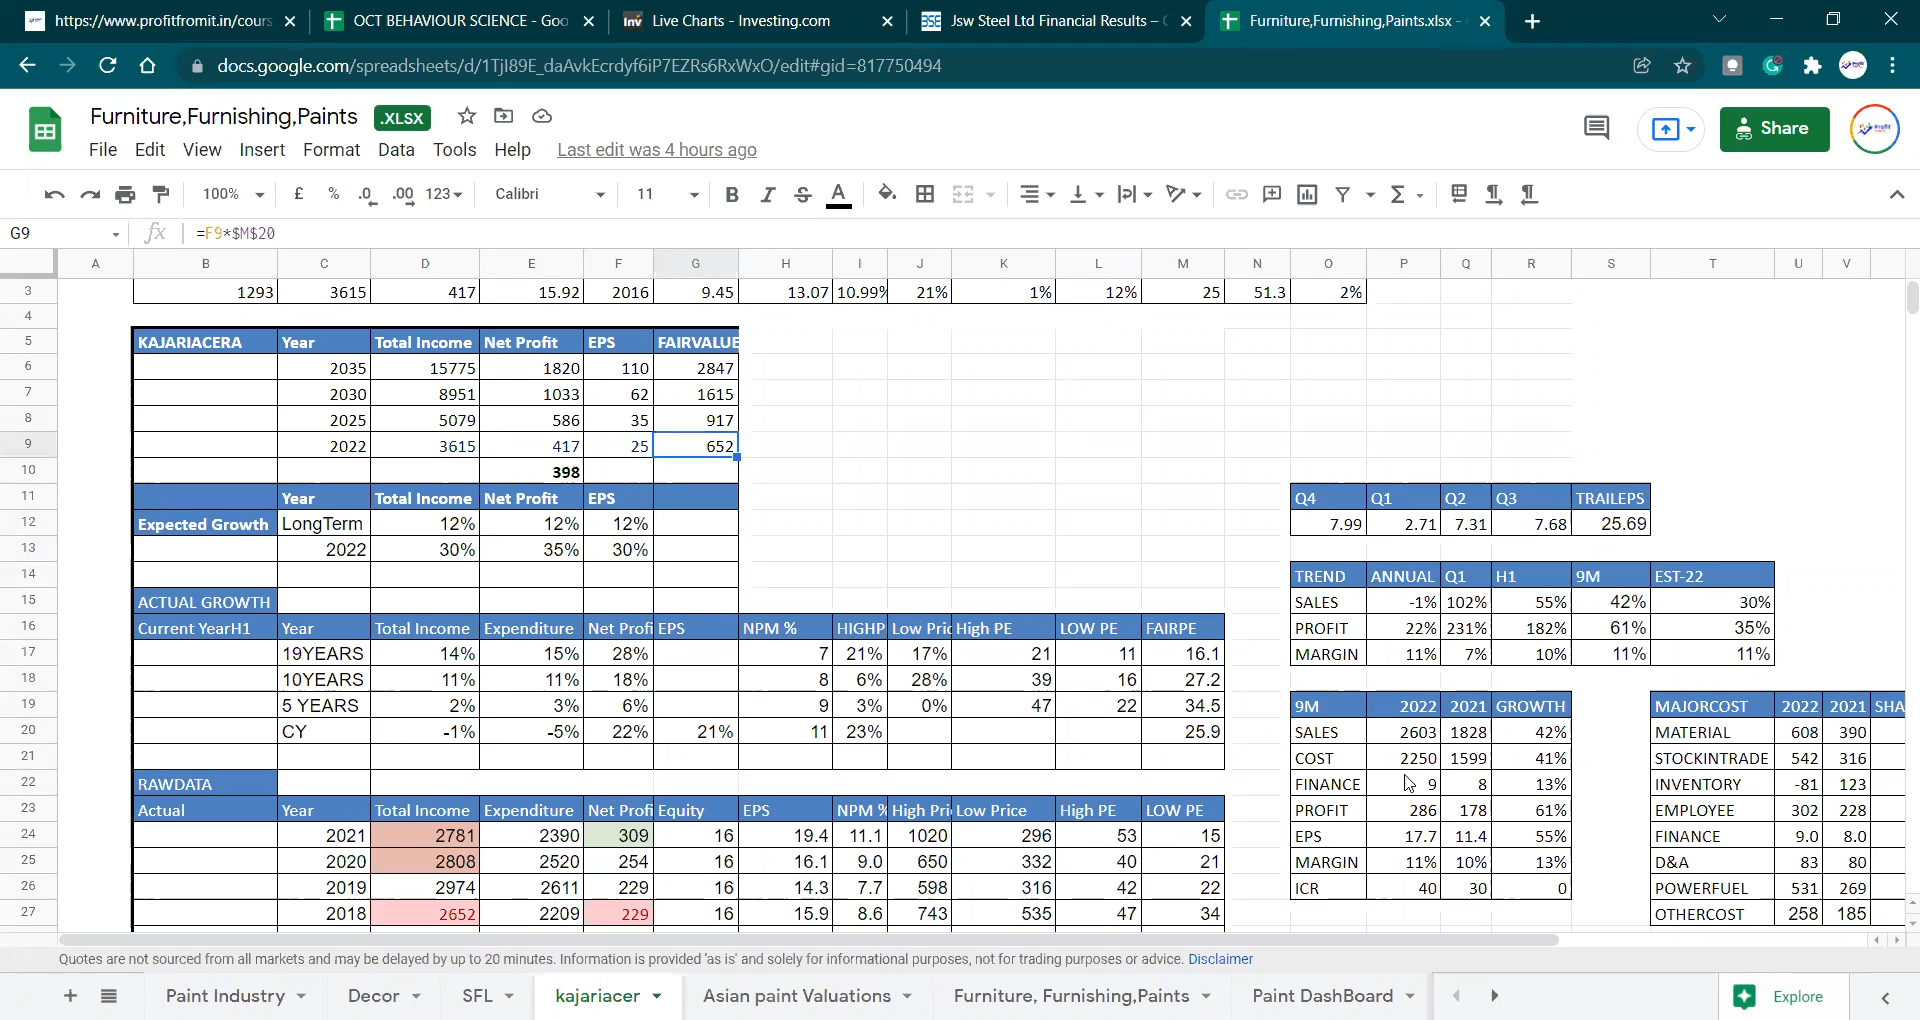 https://www.profitfromit.in/cours
OCT BEHAVIOUR SCIENCE - Goo
Inv Live Charts - Investing.com
BSE Jsw Steel Ltd Financial Results –
Furniture,Furnishing,Paints.xlsx -
docs.google.com/spreadsheets/d/1TjI89E_daAvkEcrdyf6iP7EZRs6RxWxO/edit#gid=817750494
Furniture,Furnishing,Paints .XLSX
Share
File Edit View Insert Format Data Tools Help Last edit was 4 hours ago
100% £ % .0 .00 123 Calibri 11 B I S A
G9 fx =F9*$M$20
A B C D E F G H I J K L M N O P Q R S T U V
3 1293 3615 417 15.92 2016 9.45 13.07 10.99% 21% 1% 12% 25 51.3 2%
4
5 KAJARIACERA Year Total Income Net Profit EPS FAIRVALUE
6 2035 15775 1820 110 2847
7 2030 8951 1033 62 1615
8 2025 5079 586 35 917
9 2022 3615 417 25 652
10 398
11 Year Total Income Net Profit EPS Q4 Q1 Q2 Q3 TRAILEPS
12 Expected Growth LongTerm 12% 12% 12% 7.99 2.71 7.31 7.68 25.69
13 2022 30% 35% 30%
14 TREND ANNUAL Q1 H1 9M EST-22
15 ACTUAL GROWTH SALES -1% 102% 55% 42% 30%
16 Current YearH1 Year Total Income Expenditure Net Profi EPS NPM % HIGHP Low Pric High PE LOW PE FAIRPE PROFIT 22% 231% 182% 61% 35%
17 19YEARS 14% 15% 28% 7 21% 17% 21 11 16.1 MARGIN 11% 7% 10% 11% 11%
18 10YEARS 11% 11% 18% 8 6% 28% 39 16 27.2
19 5 YEARS 2% 3% 6% 9 3% 0% 47 22 34.5 9M 2022 2021 GROWTH MAJORCOST 2022 2021 SHA
20 CY -1% -5% 22% 21% 11 23% 25.9 SALES 2603 1828 42% MATERIAL 608 390
21 COST 2250 1599 41% STOCKINTRADE 542 316
22 RAWDATA FINANCE 9 8 13% INVENTORY -81 123
23 Actual Year Total Income Expenditure Net Profi Equity EPS NPM % High Pri Low Price High PE LOW PE PROFIT 286 178 61% EMPLOYEE 302 228
24 2021 2781 2390 309 16 19.4 11.1 1020 296 53 15 EPS 17.7 11.4 55% FINANCE 9.0 8.0
25 2020 2808 2520 254 16 16.1 9.0 650 332 40 21 MARGIN 11% 10% 13% D&A 83 80
26 2019 2974 2611 229 16 14.3 7.7 598 316 42 22 ICR 40 30 0 POWERFUEL 531 269
27 2018 2652 2209 229 16 15.9 8.6 743 535 47 34 OTHERCOST 258 185
Quotes are not sourced from all markets and may be delayed by up to 20 minutes. Information is provided 'as is' and solely for informational purposes, not for trading purposes or advice. Disclaimer
Paint Industry Decor SFL kajariacer Asian paint Valuations Furniture, Furnishing,Paints Paint DashBoard Explore